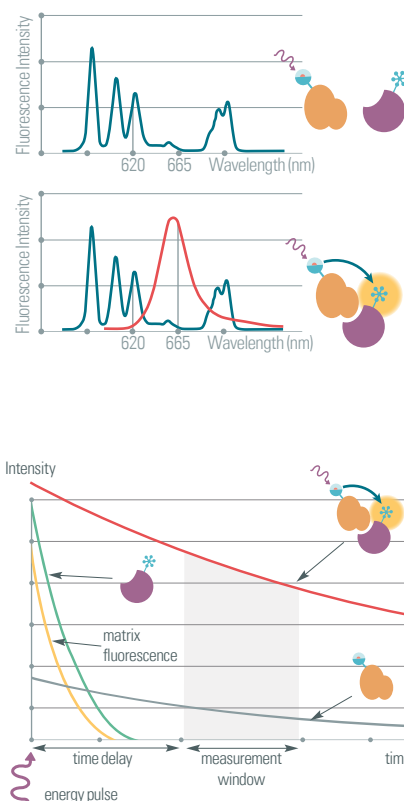 Fluorescence Intensity
620 665 Wavelength (nm)
Fluorescence Intensity
620 665 Wavelength (nm)
Intensity
matrix
fluorescence
time delay
measurement
window
tim
energy pulse